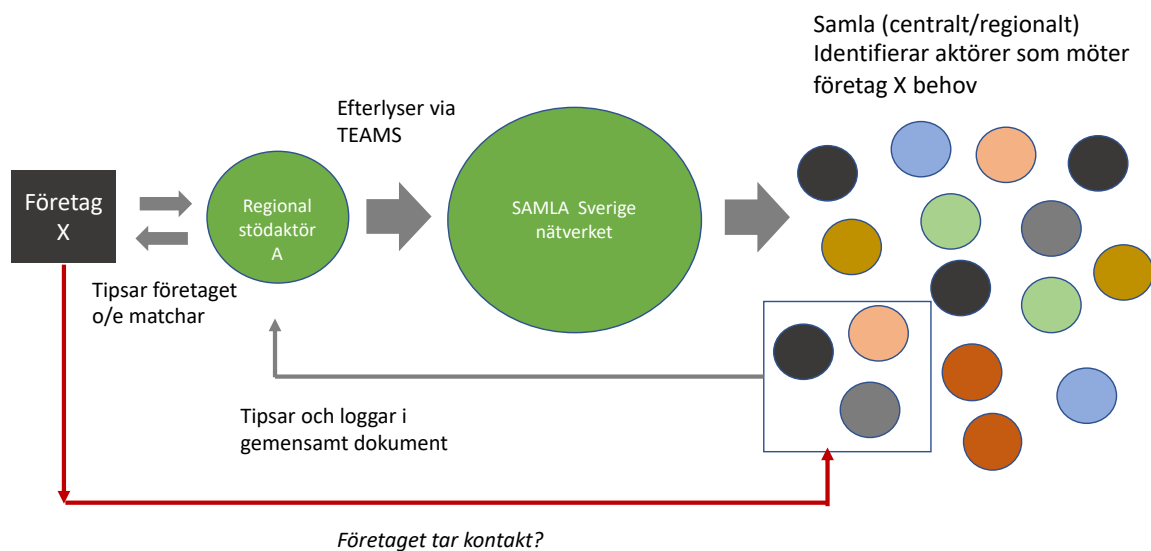 Samla (centralt/regionalt)
Identifierar aktörer som möter
företag X behov
Efterlyser via
TEAMS
Företag
X
Regional
stödaktör
A
SAMLA  Sverige
nätverket
Tipsar företaget
o/e matchar
Tipsar och loggar i
gemensamt dokument
Företaget tar kontakt?